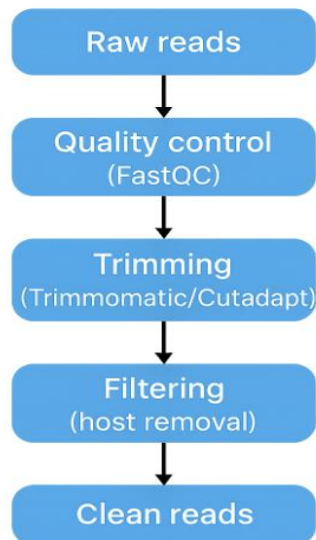 Raw reads
Quality control
(FastQC)
Trimming
(Trimmomatic/Cutadapt)
Filtering
(host removal)
Clean reads